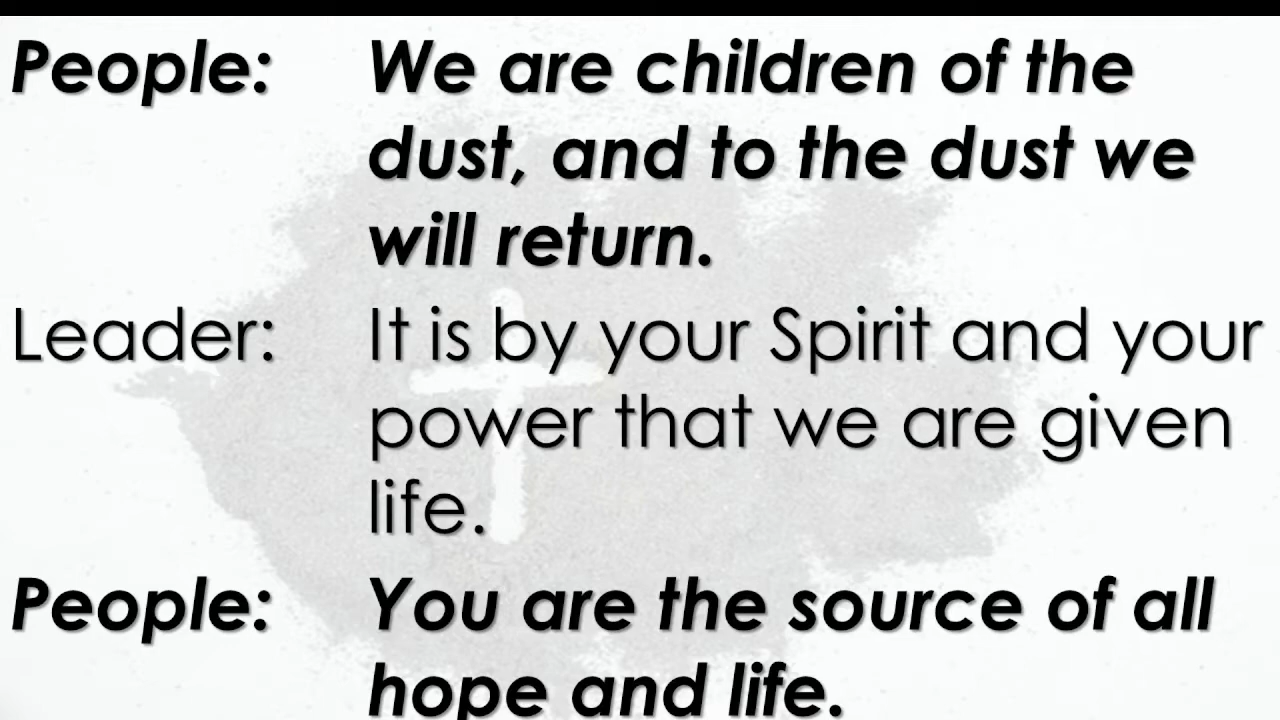 People: We are children of the
dust, and to the dust we
will return.
Leader: It is by your Spirit and your
power that we are given
life.
People: You are the source of all
hope and life.